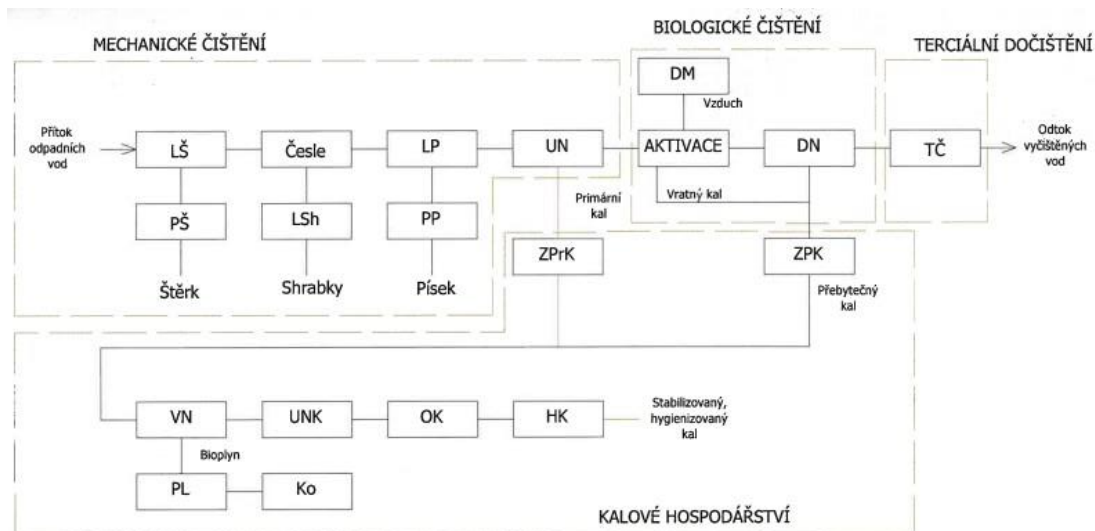 MECHANICKÉ ČIŠTĚNÍ
BIOLOGICKÉ ČIŠTĚNÍ
TERCIÁLNÍ DOČIŠTĚNÍ
DM
Vzduch
Přítok
odpadních
vod
LŠ
Česle
LP
UN
AKTIVACE
DN
TČ
Odtok
vyčištěných
vod
Primární
kal
Vratný kal
PŠ
LSh
PP
ZPrK
ZPK
Štěrk
Shrabky
Písek
Přebytečný
kal
VN
UNK
OK
HK
Stabilizovaný,
hygienizovaný
kal
Bioplyn
PL
Ko
KALOVÉ HOSPODÁŘSTVÍ